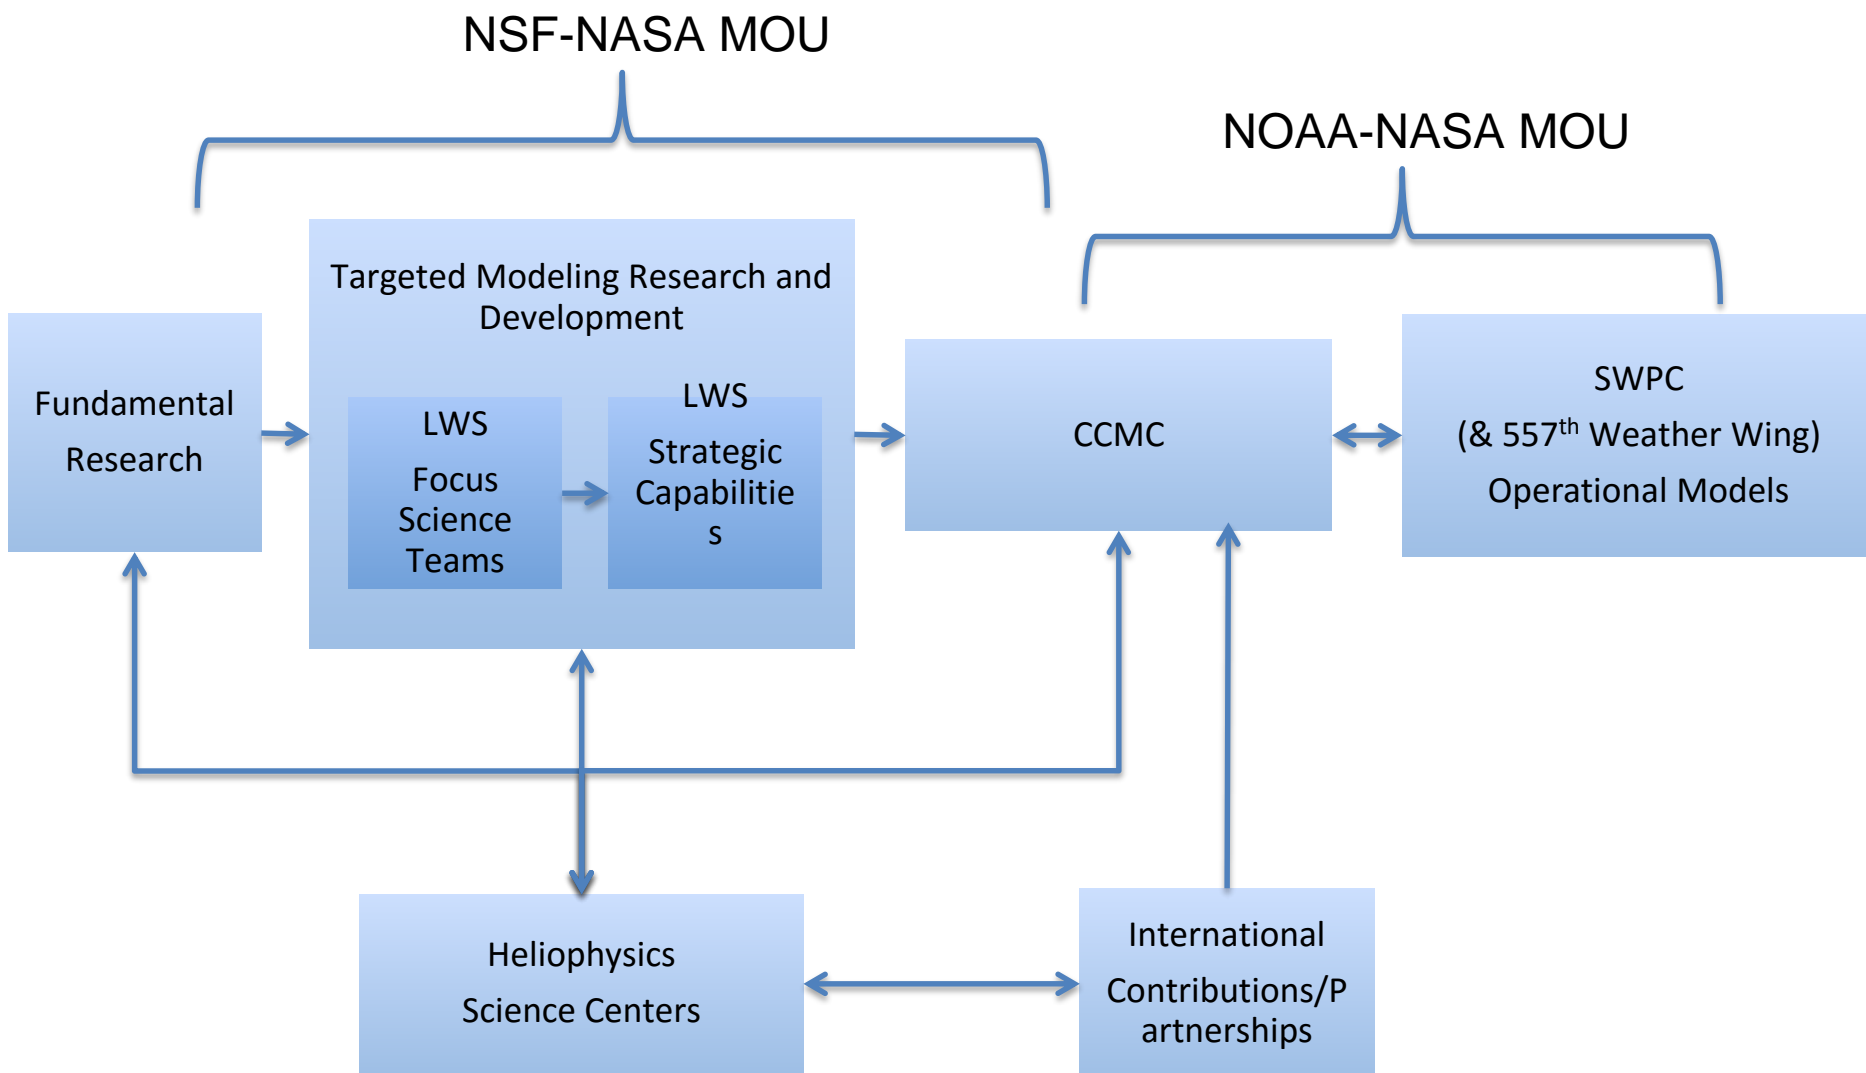 NSF-NASA MOU
NOAA-NASA MOU
Targeted Modeling Research and
Development
Fundamental
Research
LWS
Focus
Science
Teams
LWS
Strategic
Capabilitie
s
CCMC
SWPC
(& 557th Weather Wing)
Operational Models
Heliophysics
Science Centers
International
Contributions/P
artnerships